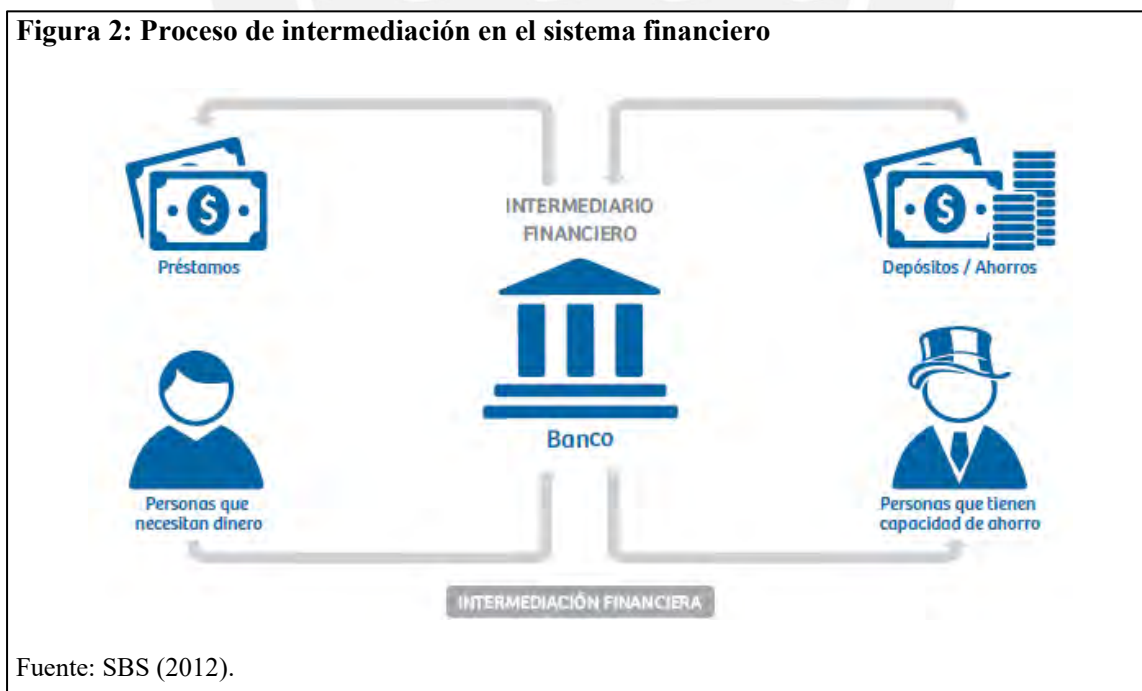 Figura 2: Proceso de intermediación en el sistema financiero
INTERMEDIARIO
FINANCIERO
Préstamos
Depósitos / Ahorros
Banco
Personas que
necesitan dinero
Personas que tienen
capacidad de ahorro
INTERMEDIACIÓN FINANCIERA
Fuente: SBS (2012).